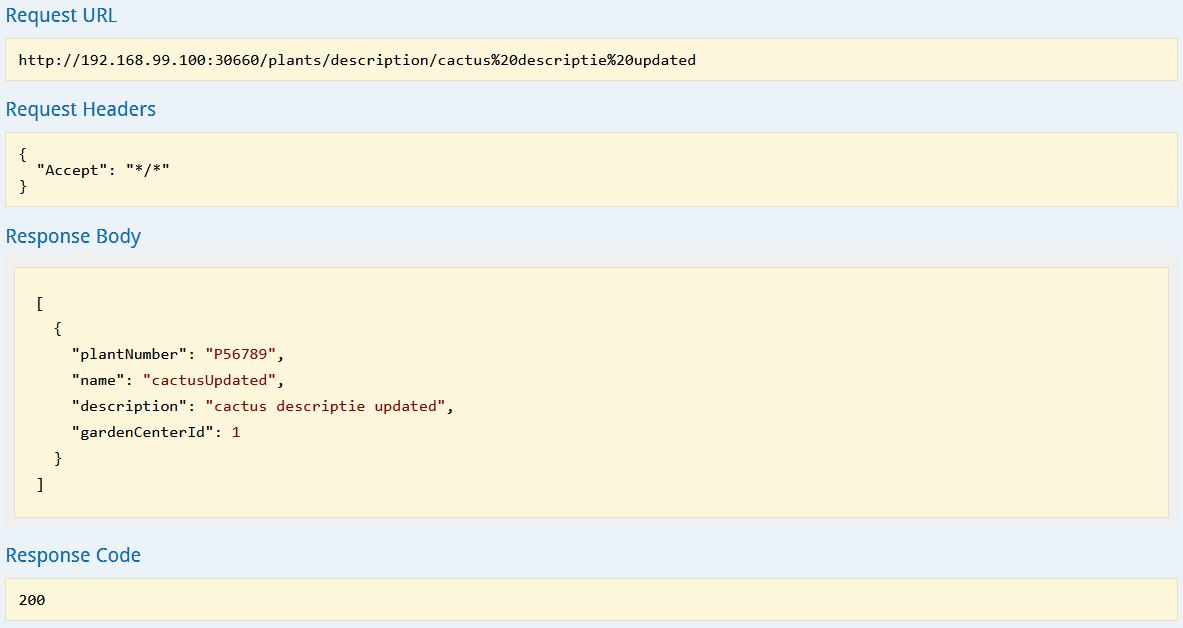 Request URL
http://192.168.99.100:30660/plants/description/cactus%20descriptie%20updated
Request Headers
{
  "Accept": "*/*"
}
Response Body
[
  {
    "plantNumber": "P56789",
    "name": "cactusUpdated",
    "description": "cactus descriptie updated",
    "gardenCenterId": 1
  }
]
Response Code
200